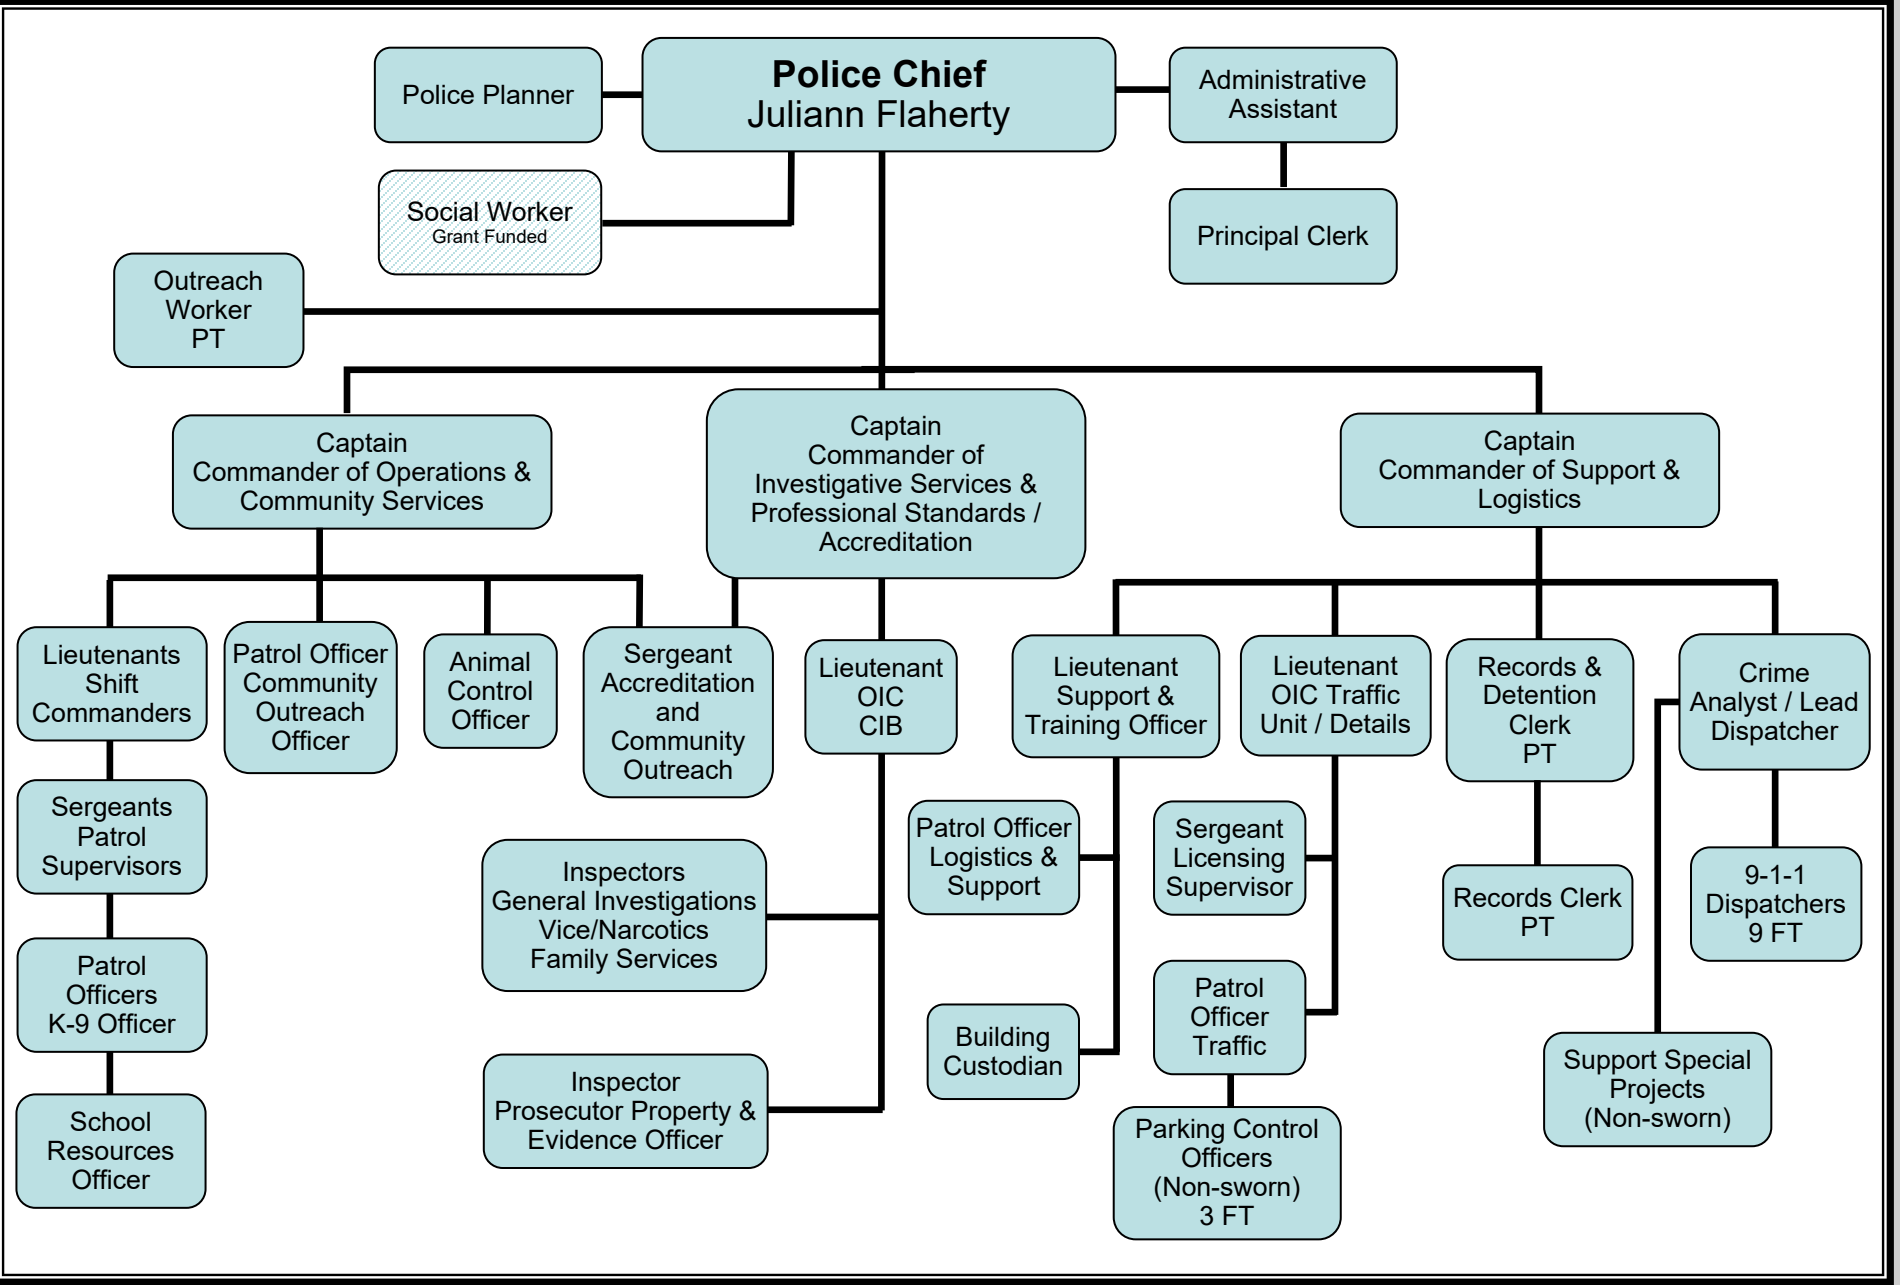 Police Planner
Police Chief
Juliann Flaherty
Administrative
Assistant
Social Worker
Grant Funded
Principal Clerk
Outreach
Worker
PT
Captain
Commander of Operations &
Community Services
Captain
Commander of
Investigative Services &
Professional Standards /
Accreditation
Captain
Commander of Support &
Logistics
Lieutenants
Shift
Commanders
Patrol Officer
Community
Outreach
Officer
Animal
Control
Officer
Sergeant
Accreditation
and
Community
Outreach
Lieutenant
OIC
CIB
Lieutenant
Support &
Training Officer
Lieutenant
OIC Traffic
Unit / Details
Records &
Detention
Clerk
PT
Crime
Analyst / Lead
Dispatcher
Sergeants
Patrol
Supervisors
Inspectors
General Investigations
Vice/Narcotics
Family Services
Patrol Officer
Logistics &
Support
Sergeant
Licensing
Supervisor
Records Clerk
PT
9-1-1
Dispatchers
9 FT
Patrol
Officers
K-9 Officer
Building
Custodian
Patrol
Officer
Traffic
Support Special
Projects
(Non-sworn)
School
Resources
Officer
Inspector
Prosecutor Property &
Evidence Officer
Parking Control
Officers
(Non-sworn)
3 FT